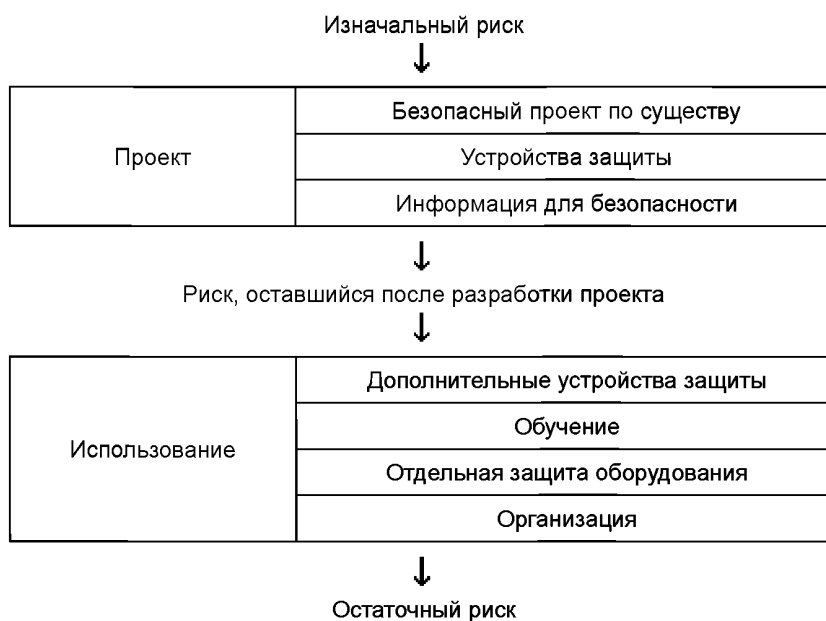 Изначальный риск
Проект
Безопасный проект по существу
Устройства защиты
Информация для безопасности
Риск, оставшийся после разработки проекта
Использование
Дополнительные устройства защиты
Обучение
Отдельная защита оборудования
Организация
Остаточный риск